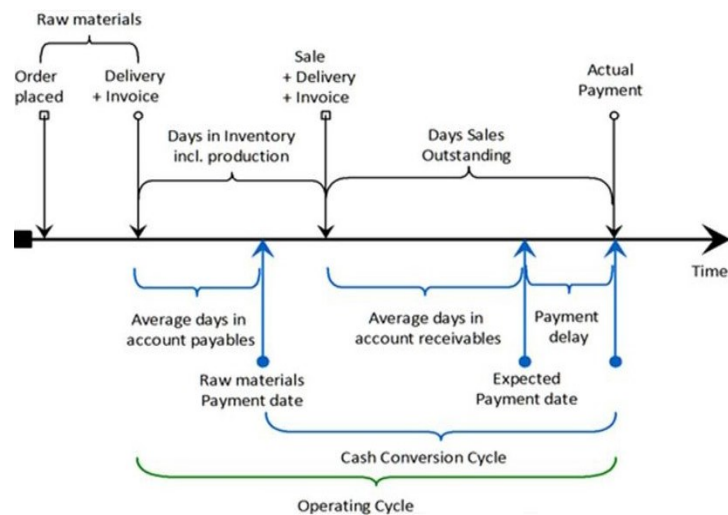 Raw materials
Order
placed
Delivery
+ Invoice
Sale
+ Delivery
+ Invoice
Actual
Payment
Days in Inventory
incl. production
Days Sales
Outstanding
Time
Average days in
account payables
Average days in
account receivables
Payment
delay
Raw materials
Payment date
Expected
Payment date
Cash Conversion Cycle
Operating Cycle